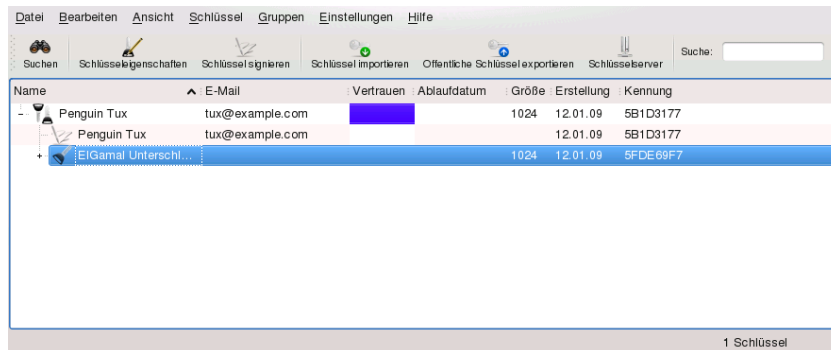 Datei Bearbeiten Ansicht Schlüssel Gruppen Einstellungen Hilfe
Suchen Schlüsseleigenschaften Schlüssel signieren Schlüssel importieren Öffentliche Schlüssel exportieren Schlüsselserver Suche:
Name E-Mail Vertrauen Ablaufdatum Größe Erstellung Kennung
Penguin Tux tux@example.com 1024 12.01.09 5B1D3177
Penguin Tux tux@example.com 12.01.09 5B1D3177
ElGamal Unterschl... 1024 12.01.09 5FDE69F7
1 Schlüssel